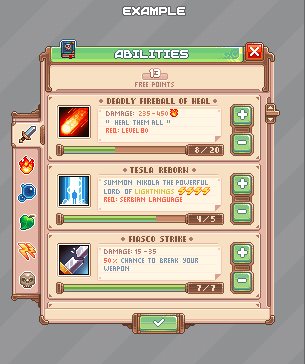 EXAMPLE
ABILITIES
13
FREE POINTS
DEADLY FIREBALL OF HEAL
DAMAGE: 235-450
" HEAL THEM ALL "
REQ: LEVEL 80
8/20
TESLA REBORN
SUMMON NIKOLA THE POWERFUL
LORD OF LIGHTNINGS
REQ: SERBIAN LANGUAGE
4/5
FIASCO STRIKE
DAMAGE: 15-35
50% CHANCE TO BREAK YOUR
WEAPON
7/7